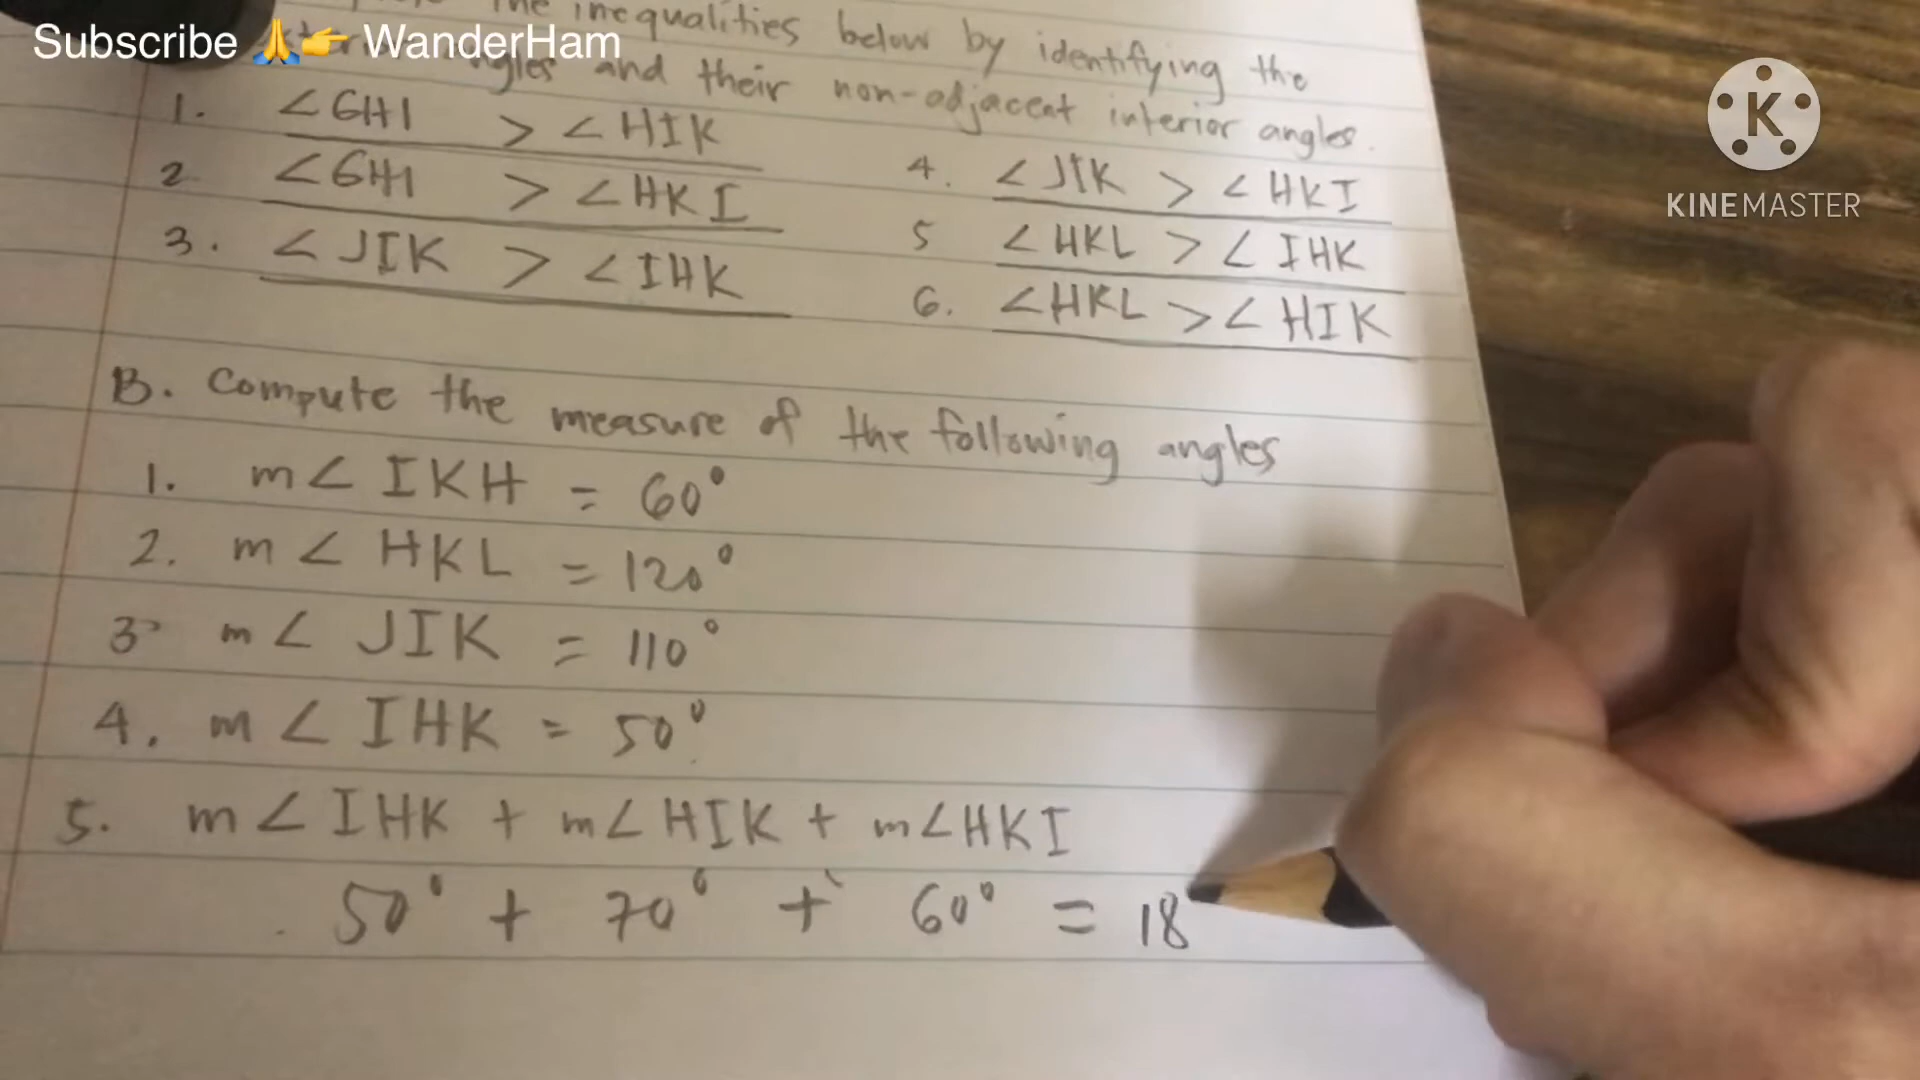 Subscribe 🙏👉 WanderHam
the inequalities below by identifying the
angles and their non-adjacent interior angles.
1. ∠GHI > ∠HIK
2 ∠GHI > ∠HKI
3. ∠JIK > ∠IHK
4. ∠JIK > ∠HKI
5 ∠HKL > ∠IHK
6. ∠HKL > ∠HIK
K
KINEMASTER
B. Compute the measure of the following angles
1. m∠IKH = 60°
2. m∠HKL = 120°
3 m∠JIK = 110°
4. m∠IHK = 50°
5. m∠IHK + m∠HIK + m∠HKI
50° + 70° + 60° = 18